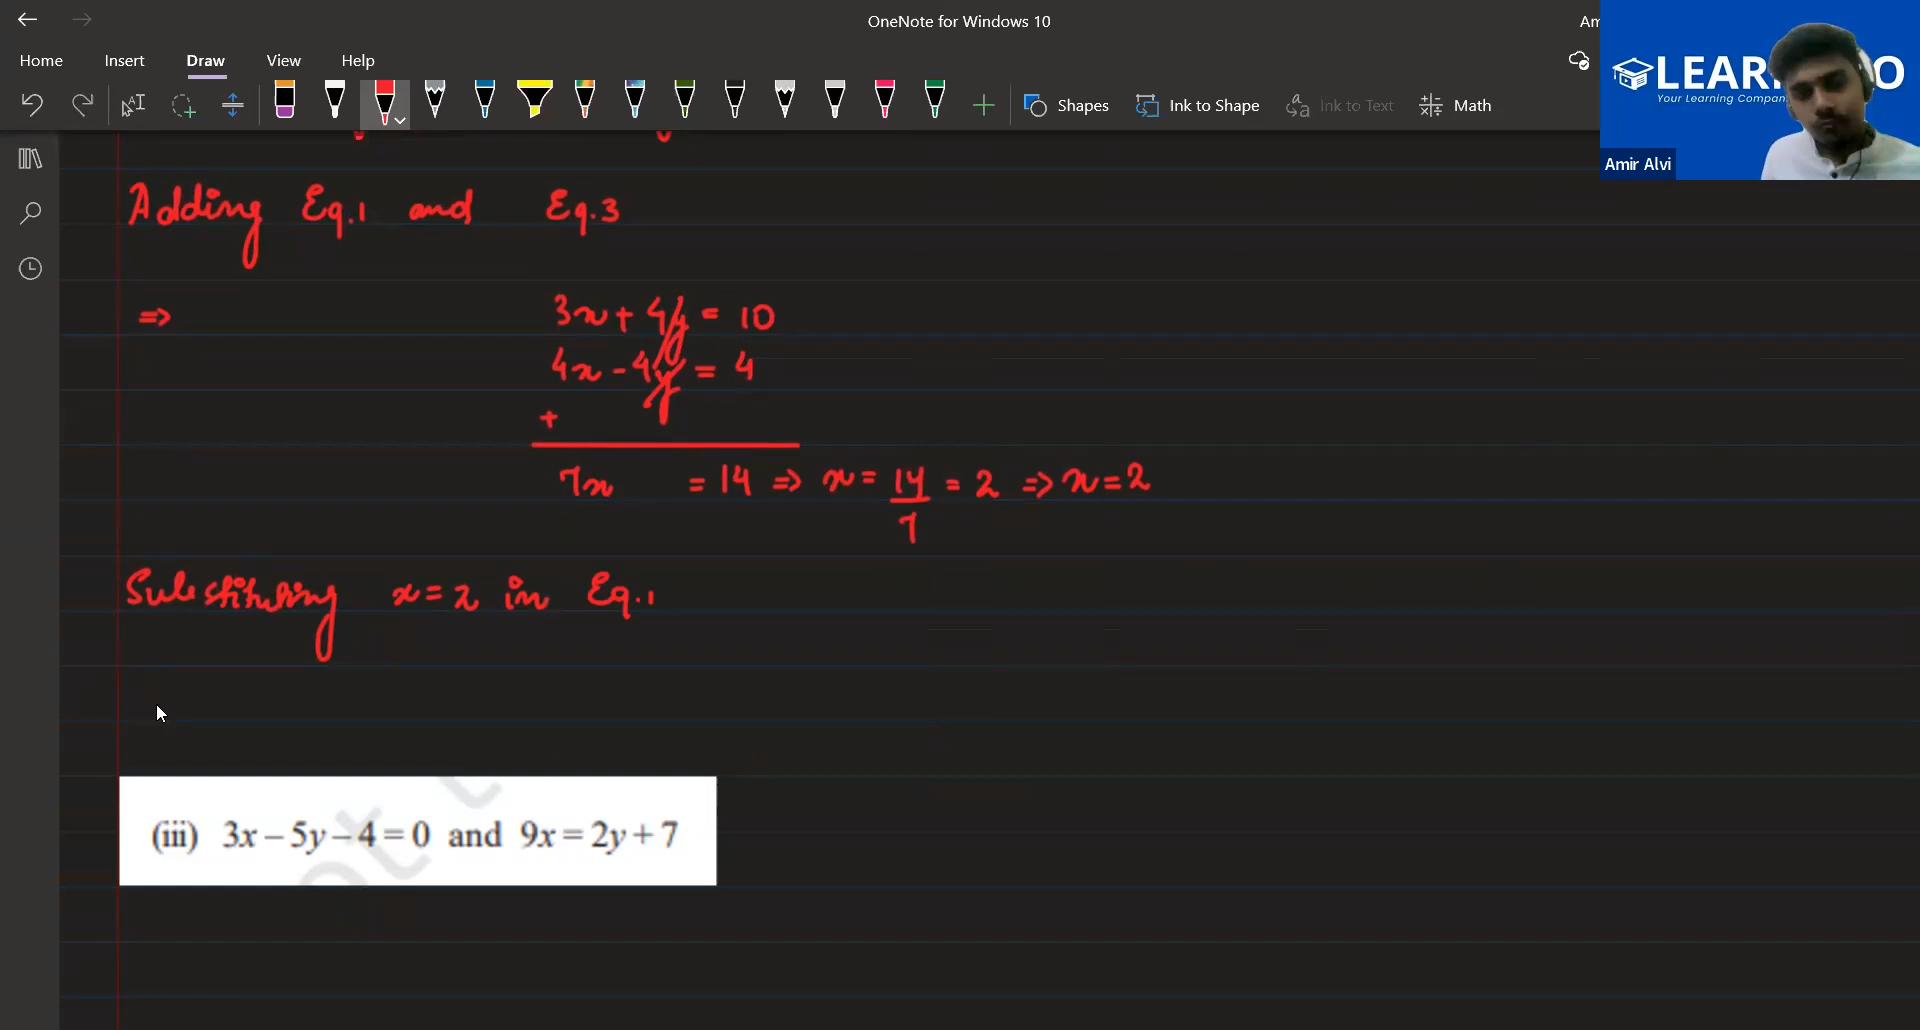 OneNote for Windows 10
Am
Home Insert Draw View Help
Shapes Ink to Shape Ink to Text Math
LEAR O
Your Learning Compan
Amir Alvi
Adding Eq.1 and Eq.3
⇒ 3x + 4y = 10
4x - 4y = 4
+
7x = 14 ⇒ x = 14/7 = 2 ⇒ x = 2
Substituting x = 2 in Eq.1
(iii) 3x – 5y – 4 = 0 and 9x = 2y + 7